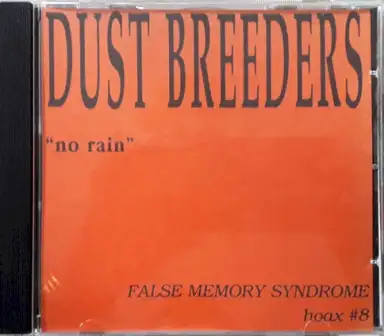 DUST BREEDERS
"no rain"
FALSE MEMORY SYNDROME
hoax #8